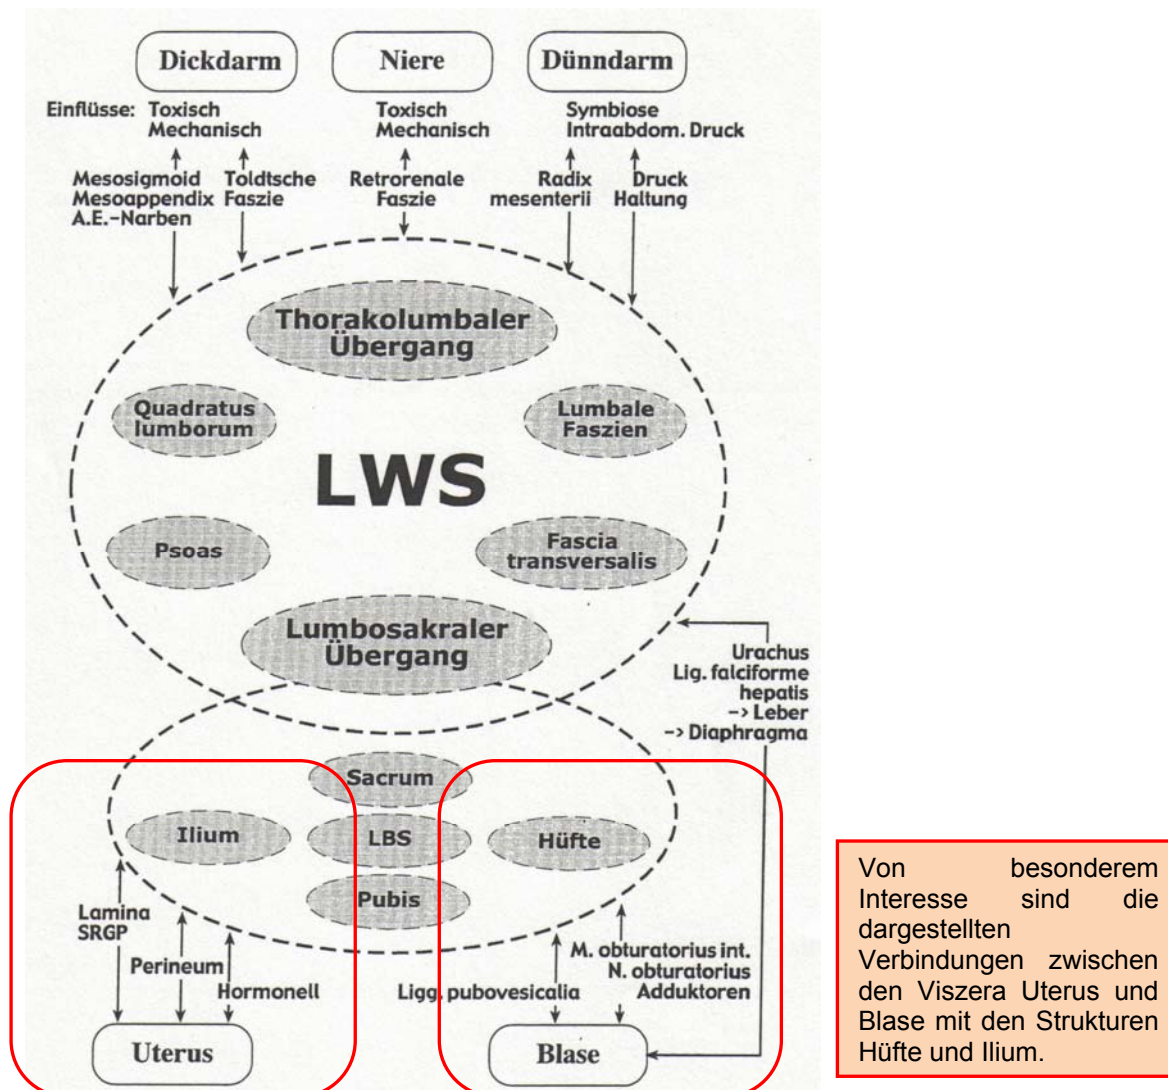 Dickdarm
Niere
Dünndarm
Einflüsse: Toxisch
Mechanisch
Toxisch
Mechanisch
Symbiose
Intraabdom. Druck
Mesosigmoid
Mesoappendix
A.E.-Narben
Toldtsche
Faszie
Retrorenale
Faszie
Radix
mesenterii
Druck
Haltung
Thorakolumbaler
Übergang
Quadratus
lumborum
Lumbale
Faszien
LWS
Psoas
Fascia
transversalis
Lumbosakraler
Übergang
Urachus
Lig. falciforme
hepatis
-> Leber
-> Diaphragma
Sacrum
Ilium
LBS
Hüfte
Pubis
Lamina
SRGP
Perineum
Hormonell
Ligg. pubovesicalia
M. obturatorius int.
N. obturatorius
Adduktoren
Uterus
Blase
Von besonderem
Interesse sind die
dargestellten
Verbindungen zwischen
den Viszera Uterus und
Blase mit den Strukturen
Hüfte und Ilium.